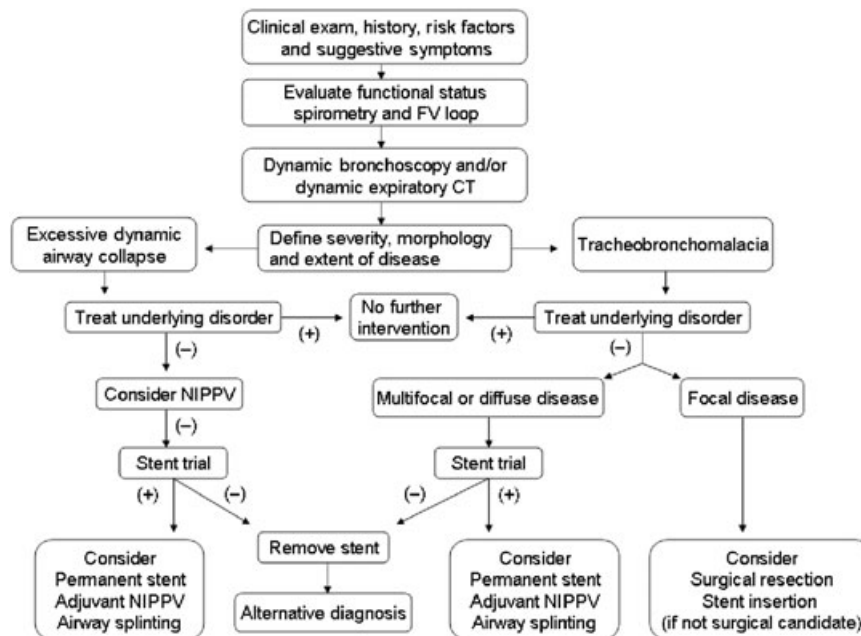 Clinical exam, history, risk factors
and suggestive symptoms
Evaluate functional status
spirometry and FV loop
Dynamic bronchoscopy and/or
dynamic expiratory CT
Excessive dynamic
airway collapse
Define severity, morphology
and extent of disease
Tracheobronchomalacia
Treat underlying disorder
(+)
No further
intervention
(+)
Treat underlying disorder
(–)
(–)
Consider NIPPV
Multifocal or diffuse disease
Focal disease
(–)
Stent trial
Stent trial
(+)
(–)
(–)
(+)
Consider
Permanent stent
Adjuvant NIPPV
Airway splinting
Remove stent
Alternative diagnosis
Consider
Permanent stent
Adjuvant NIPPV
Airway splinting
Consider
Surgical resection
Stent insertion
(if not surgical candidate)